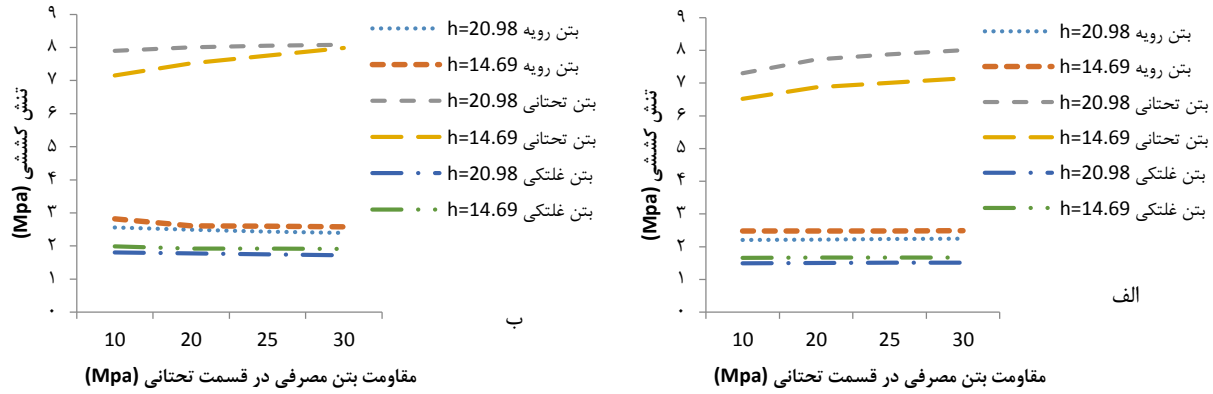 ۹
۸
۷
۶
۵
۴
۳
۲
۱
۰
تنش کششی (Mpa)
10 20 25 30
مقاومت بتن مصرفی در قسمت تحتانی (Mpa)
بتن رویه h=20.98
بتن رویه h=14.69
بتن تحتانی h=20.98
بتن تحتانی h=14.69
بتن غلتکی h=20.98
بتن غلتکی h=14.69
الف
۹
۸
۷
۶
۵
۴
۳
۲
۱
۰
تنش کششی (Mpa)
10 20 25 30
مقاومت بتن مصرفی در قسمت تحتانی (Mpa)
بتن رویه h=20.98
بتن رویه h=14.69
بتن تحتانی h=20.98
بتن تحتانی h=14.69
بتن غلتکی h=20.98
بتن غلتکی h=14.69
ب